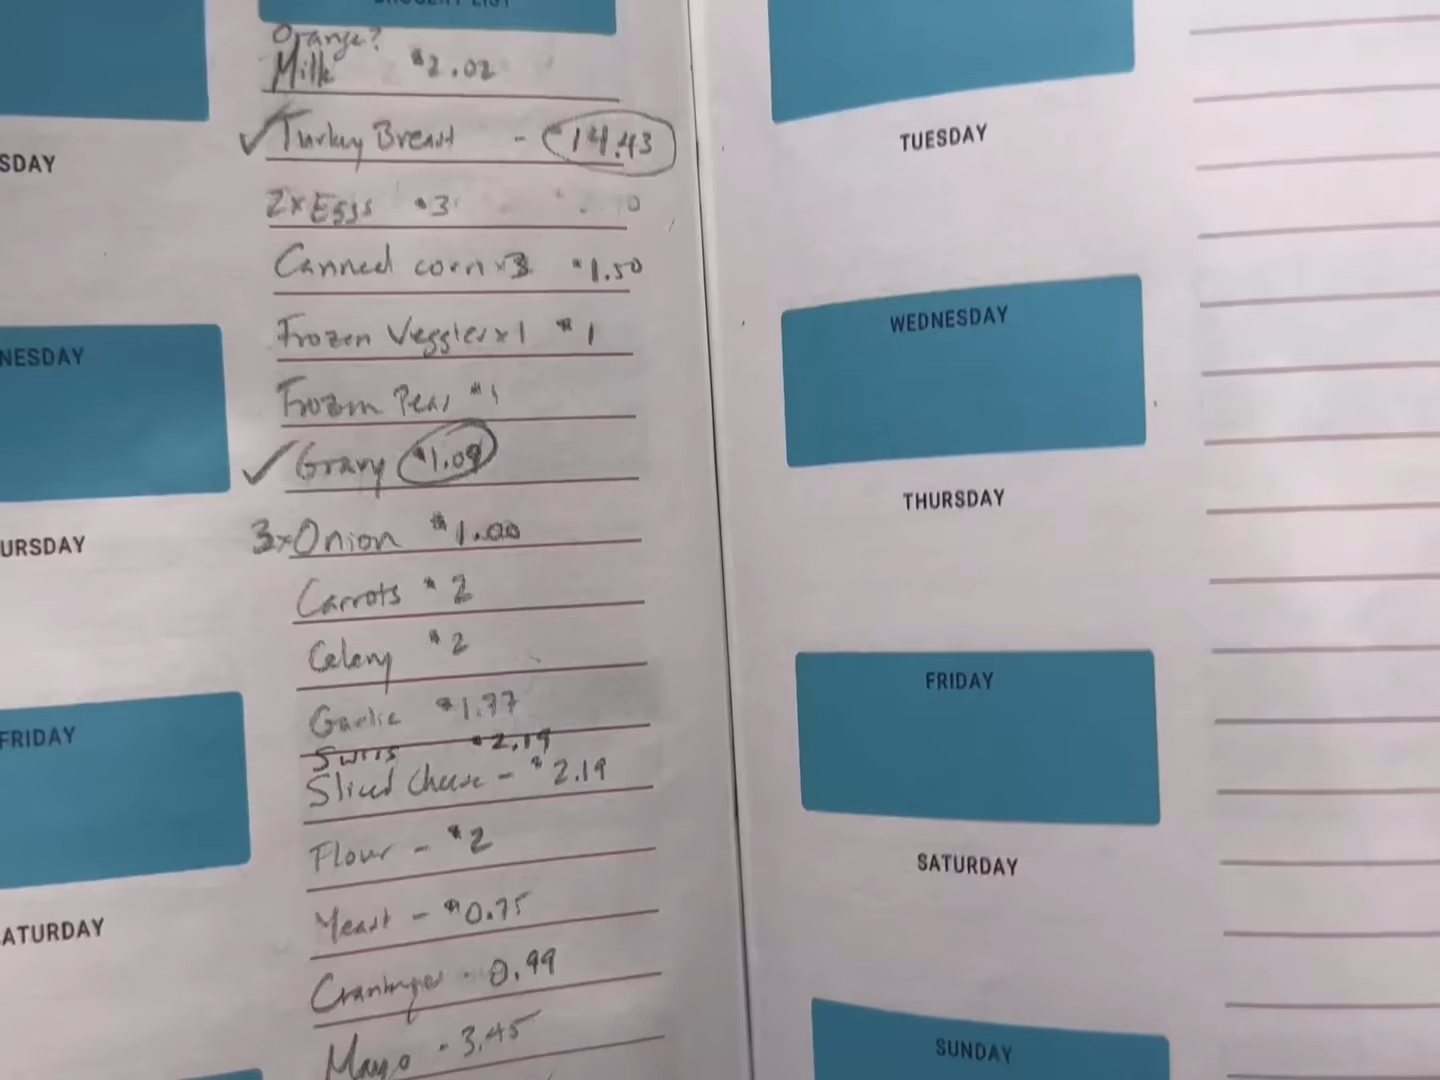 GROCERY LIST
Orange?
Milk $2.02
✓ Turkey Breast - 14.43
2x Eggs $3
Canned corn x3 $1.50
Frozen Veggies x1 $1
Frozen Peas $1
✓ Gravy $1.09
3x Onion $1.00
Carrots $2
Celery $2
Garlic $1.77
Swiss $2.19
Sliced Cheese - $2.19
Flour - $2
Yeast - $0.75
- 0.99
Mayo - 3.45
SDAY
NESDAY
URSDAY
FRIDAY
ATURDAY
TUESDAY
WEDNESDAY
THURSDAY
FRIDAY
SATURDAY
SUNDAY